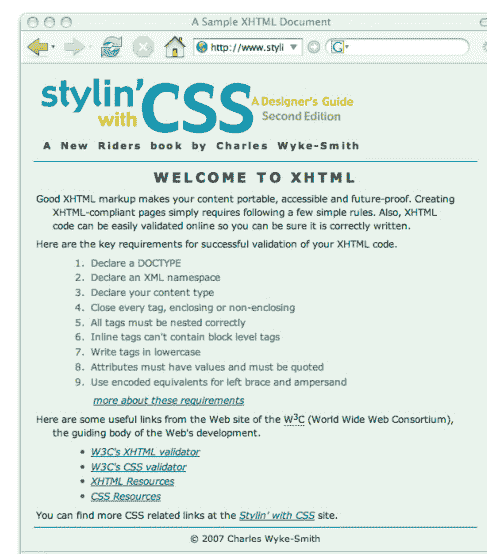 A Sample XHTML Document
http://www.styli
G
stylin'
with
CSS
A Designer's Guide
Second Edition
A New Riders book by Charles Wyke-Smith
WELCOME TO XHTML
Good XHTML markup makes your content portable, accessible and future-proof. Creating
XHTML-compliant pages simply requires following a few simple rules. Also, XHTML
code can be easily validated online so you can be sure it is correctly written.
Here are the key requirements for successful validation of your XHTML code.
1. Declare a DOCTYPE
2. Declare an XML namespace
3. Declare your content type
4. Close every tag, enclosing or non-enclosing
5. All tags must be nested correctly
6. Inline tags can't contain block level tags
7. Write tags in lowercase
8. Attributes must have values and must be quoted
9. Use encoded equivalents for left brace and ampersand
more about these requirements
Here are some useful links from the Web site of the W3C (World Wide Web Consortium),
the guiding body of the Web's development.
• W3C's XHTML validator
• W3C's CSS validator
• XHTML Resources
• CSS Resources
You can find more CSS related links at the Stylin' with CSS site.
© 2007 Charles Wyke-Smith